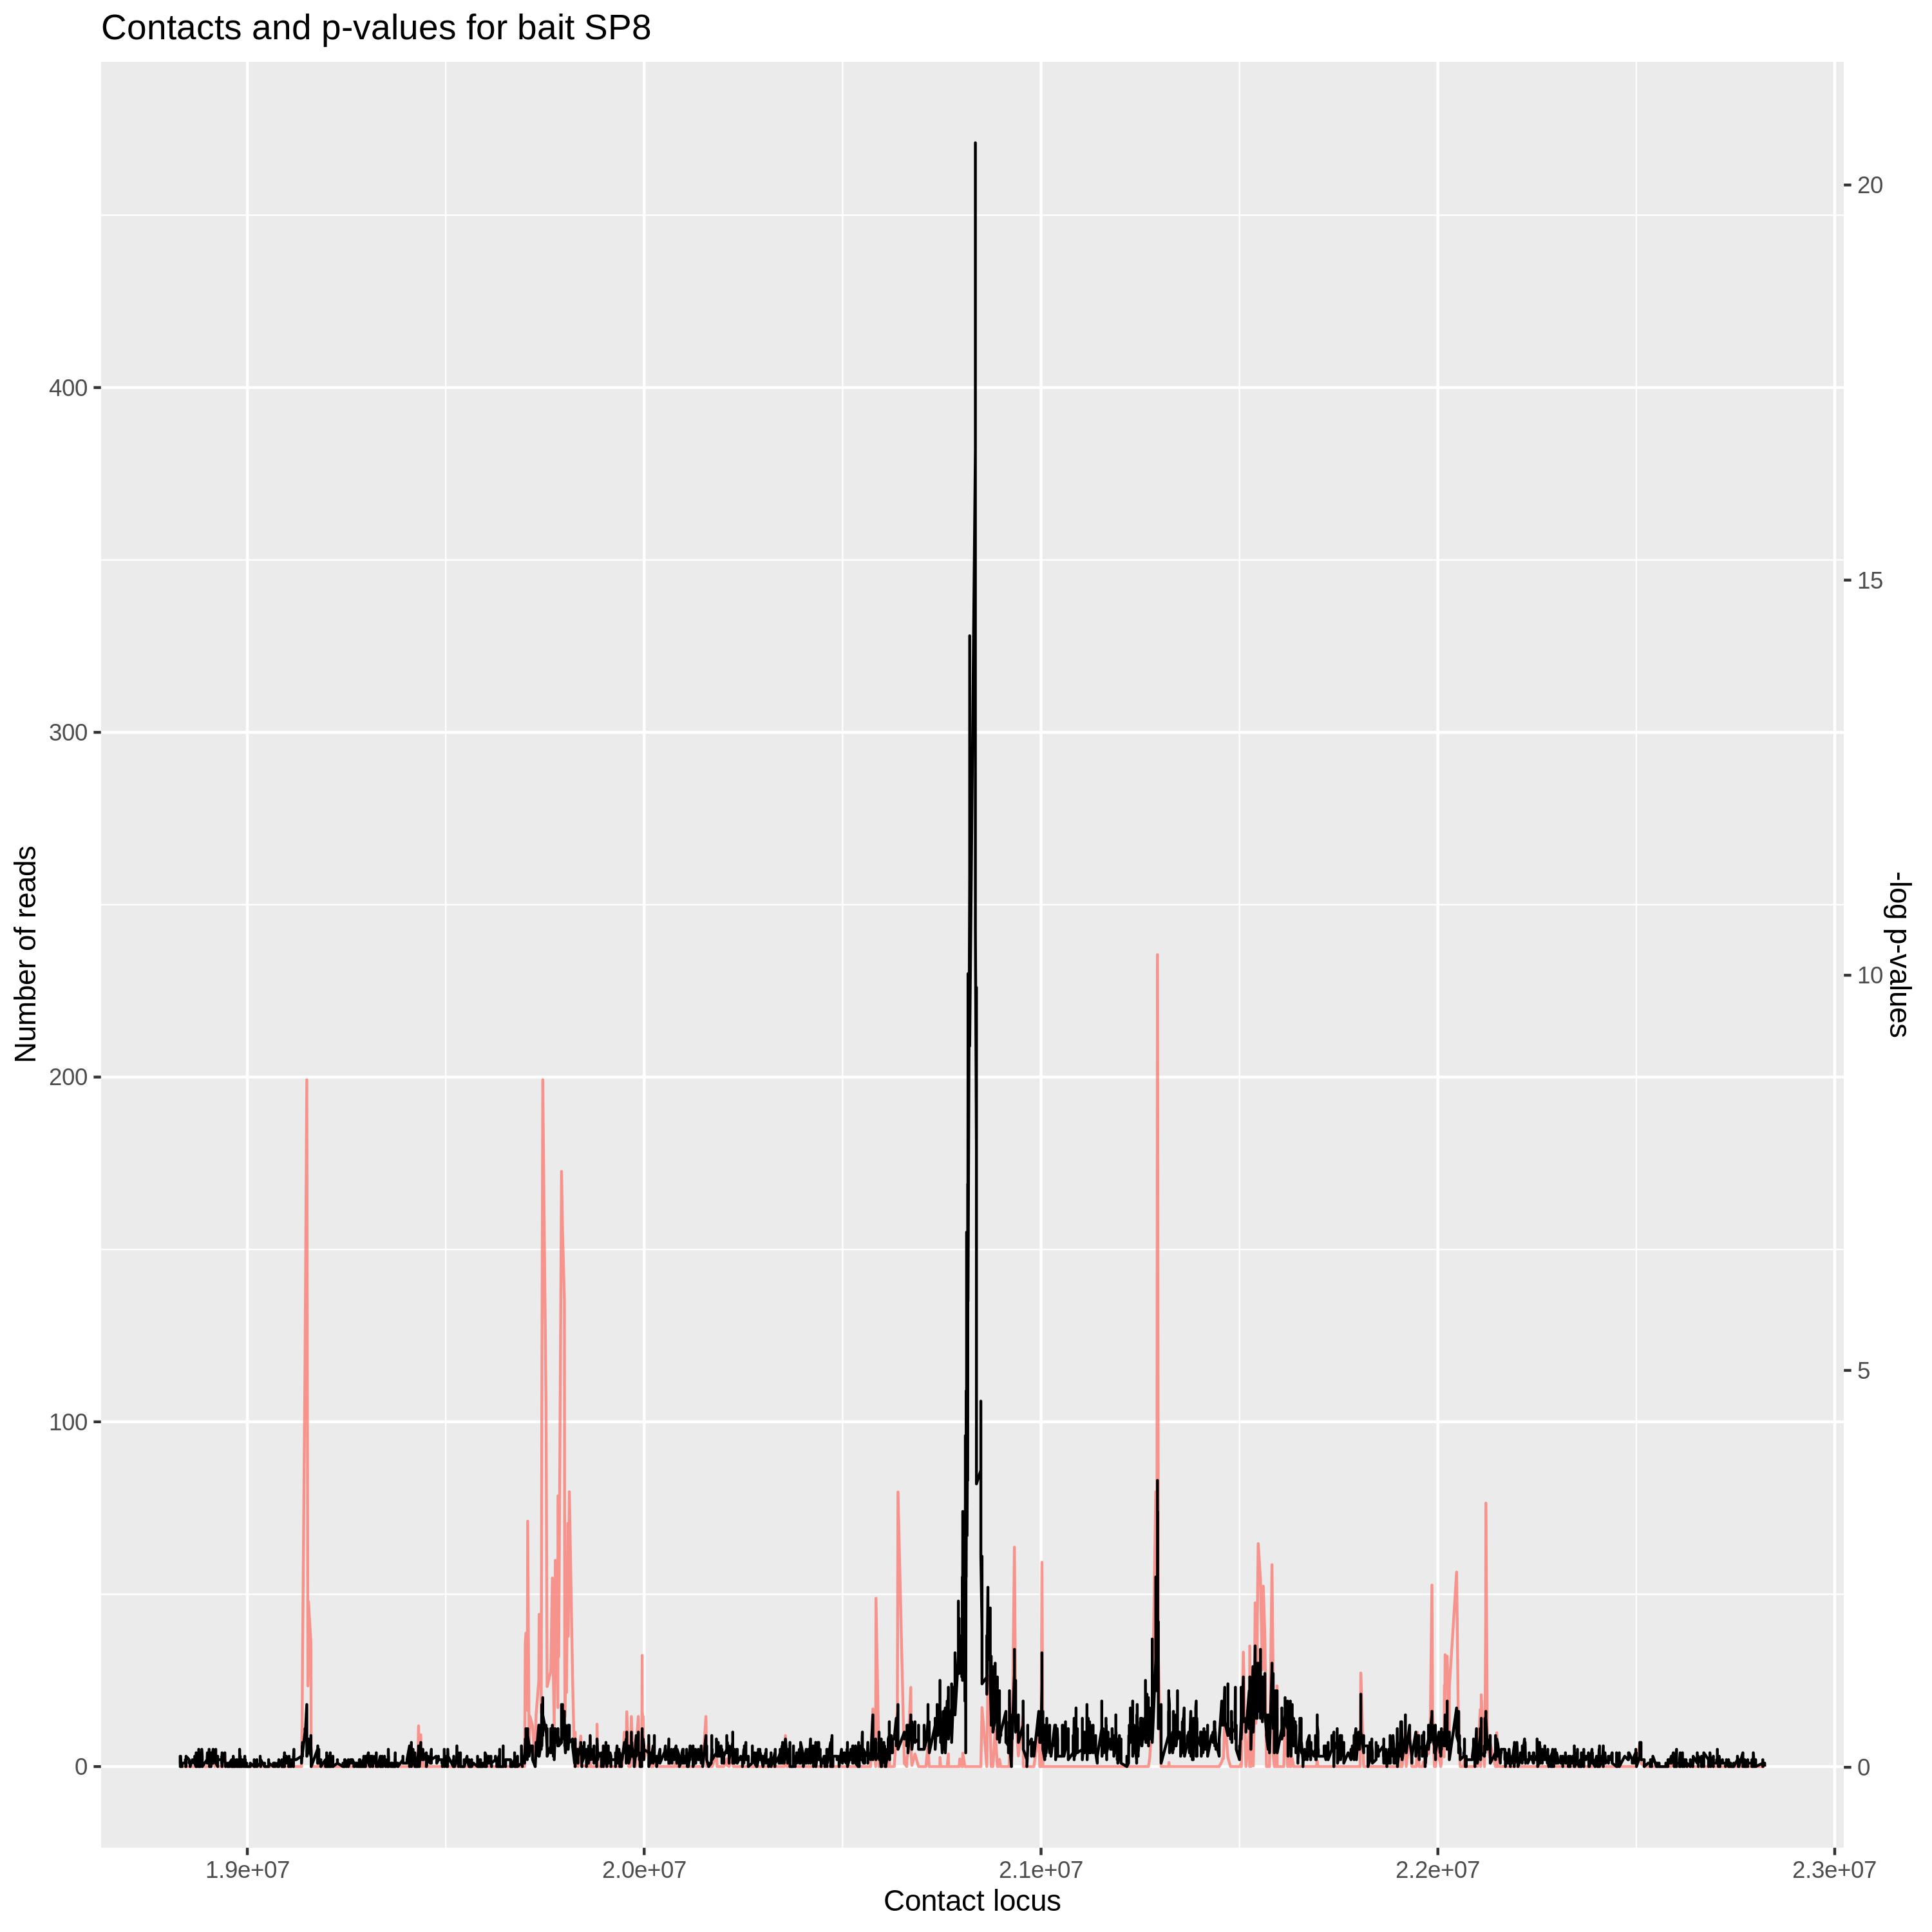 Contacts and p-values for bait SP8
Number of reads
400
300
200
100
0
20
15
10
5
0
-log p-values
1.9e+07 2.0e+07 2.1e+07 2.2e+07 2.3e+07
Contact locus